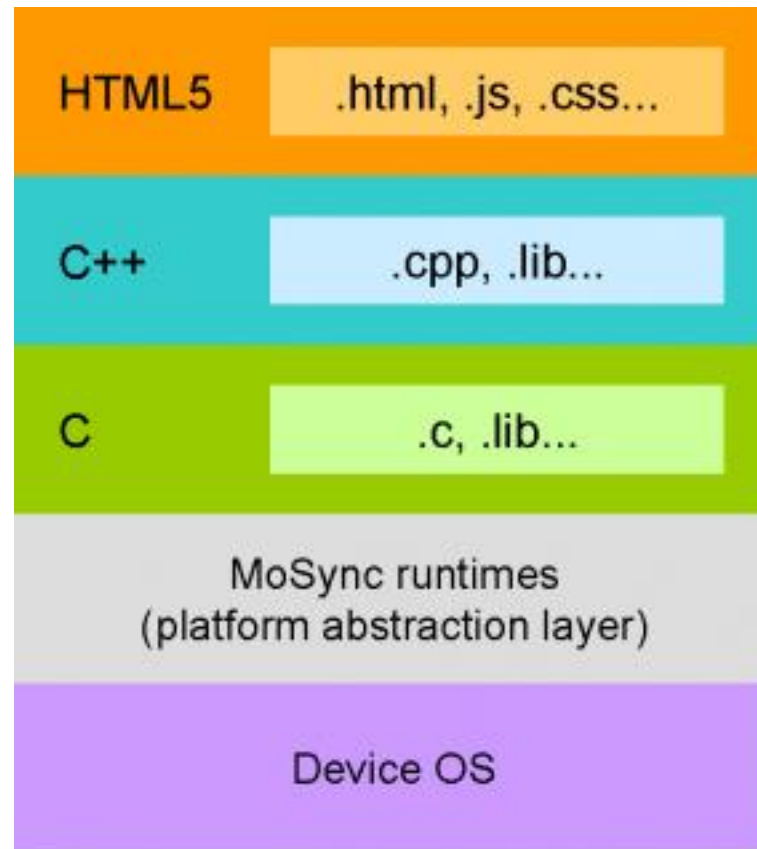 HTML5 .html, .js, .css...
C++ .cpp, .lib...
C .c, .lib...
MoSync runtimes
(platform abstraction layer)
Device OS